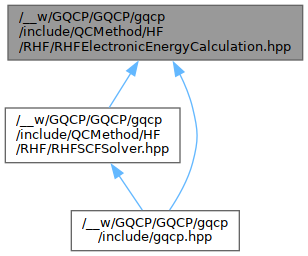 /__w/GQCP/GQCP/gqcp
/include/QCMethod/HF
/RHF/RHFElectronicEnergyCalculation.hpp
/__w/GQCP/GQCP/gqcp
/include/QCMethod/HF
/RHF/RHFSCFSolver.hpp
/__w/GQCP/GQCP/gqcp
/include/gqcp.hpp